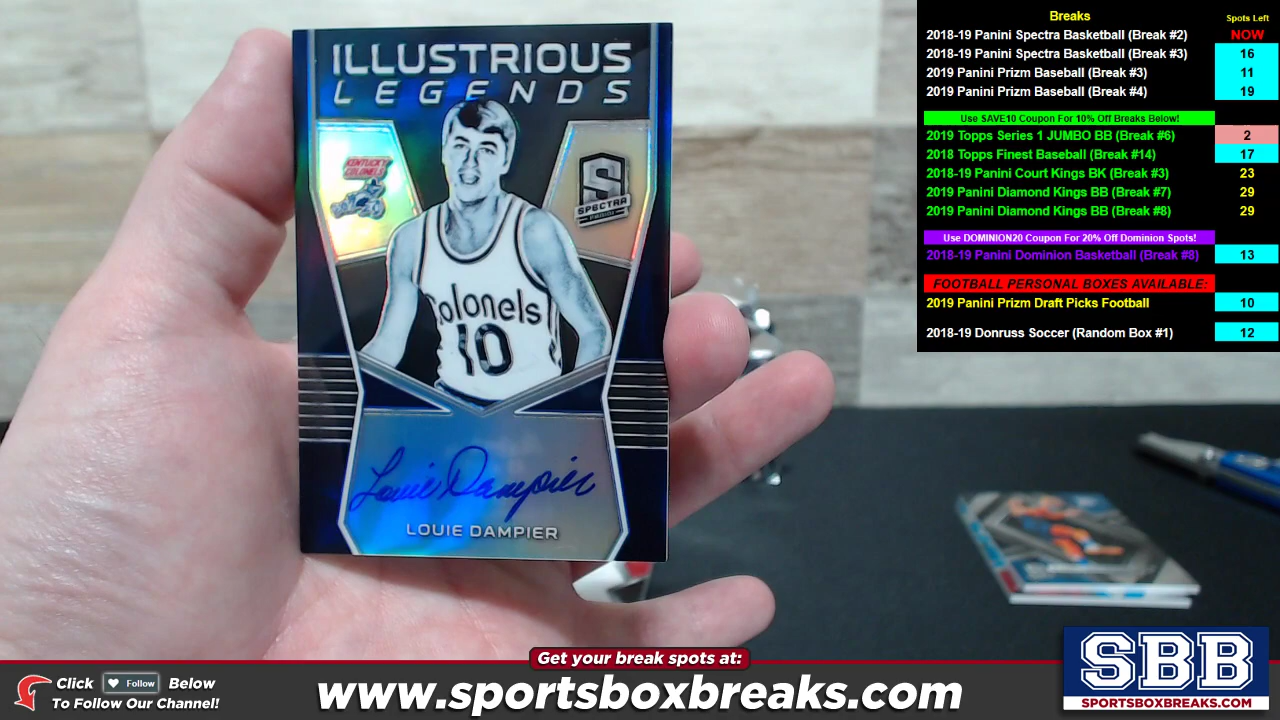 ILLUSTRIOUS
LEGENDS
KENTUCKY
COLONELS
S
SPECTRA
PANINI
Colonels
10
Louie Dampier
LOUIE DAMPIER
Breaks Spots Left
2018-19 Panini Spectra Basketball (Break #2) NOW
2018-19 Panini Spectra Basketball (Break #3) 16
2019 Panini Prizm Baseball (Break #3) 11
2019 Panini Prizm Baseball (Break #4) 19
Use SAVE10 Coupon For 10% Off Breaks Below!
2019 Topps Series 1 JUMBO BB (Break #6) 2
2018 Topps Finest Baseball (Break #14) 17
2018-19 Panini Court Kings BK (Break #3) 23
2019 Panini Diamond Kings BB (Break #7) 29
2019 Panini Diamond Kings BB (Break #8) 29
Use DOMINION20 Coupon For 20% Off Dominion Spots!
2018-19 Panini Dominion Basketball (Break #8) 13
FOOTBALL PERSONAL BOXES AVAILABLE:
2019 Panini Prizm Draft Picks Football 10
2018-19 Donruss Soccer (Random Box #1) 12
Get your break spots at:
Click Follow Below
To Follow Our Channel!
www.sportsboxbreaks.com
SBB
SPORTSBOXBREAKS.COM